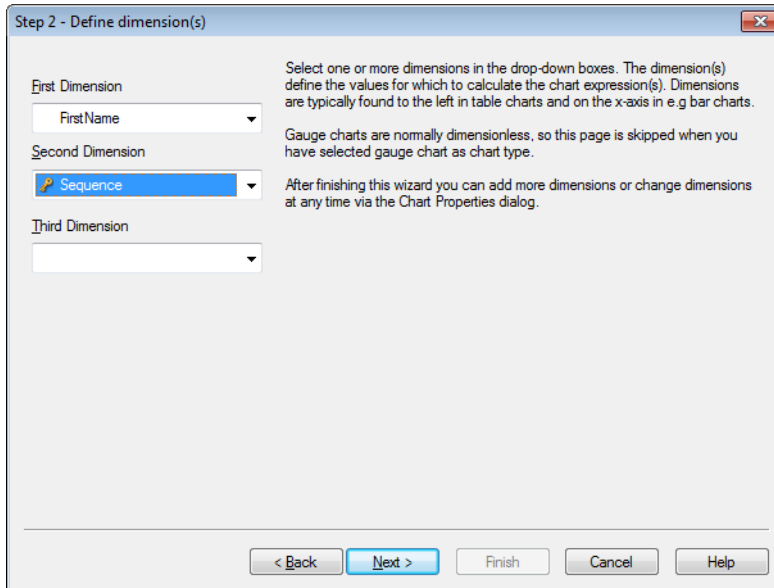 Step 2 - Define dimension(s)
First Dimension
FirstName
Second Dimension
Sequence
Third Dimension
Select one or more dimensions in the drop-down boxes. The dimension(s)
define the values for which to calculate the chart expression(s). Dimensions
are typically found to the left in table charts and on the x-axis in e.g bar charts.
Gauge charts are normally dimensionless, so this page is skipped when you
have selected gauge chart as chart type.
After finishing this wizard you can add more dimensions or change dimensions
at any time via the Chart Properties dialog.
< Back
Next >
Finish
Cancel
Help